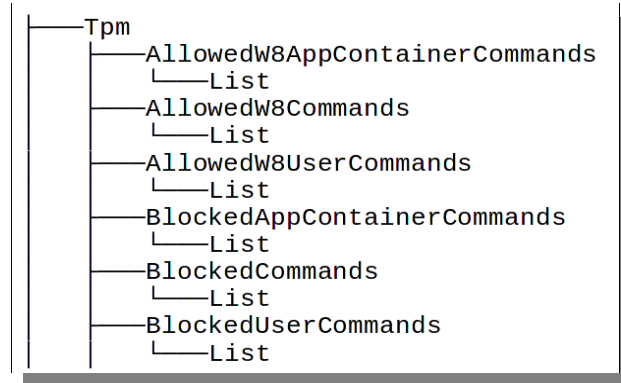 Tpm
AllowedW8AppContainerCommands
List
AllowedW8Commands
List
AllowedW8UserCommands
List
BlockedAppContainerCommands
List
BlockedCommands
List
BlockedUserCommands
List